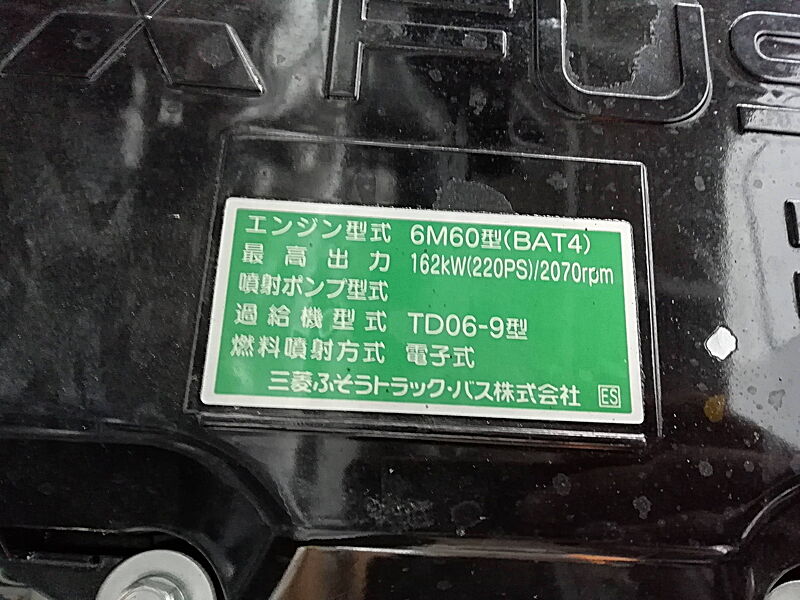 FUS
エンジン型式 6M60型(BAT4)
最高出力 162kW(220PS)/2070rpm
噴射ポンプ型式
過給機型式 TD06-9型
燃料噴射方式 電子式
三菱ふそうトラック・バス株式会社 ES